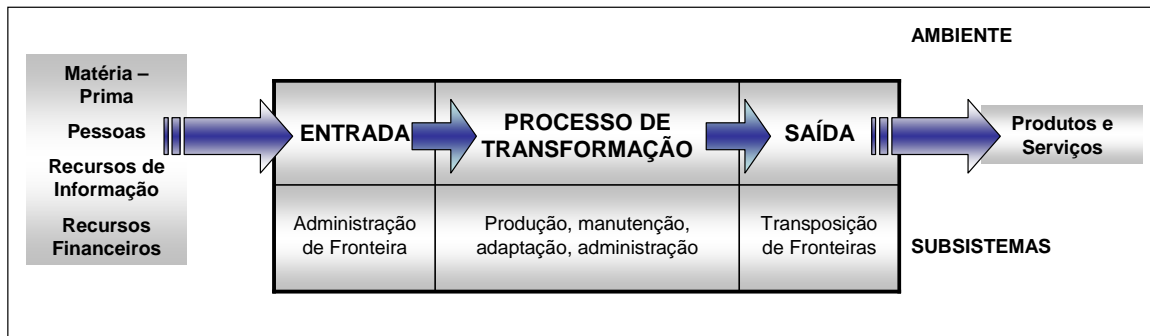 AMBIENTE
Matéria –
Prima
Pessoas
Recursos de
Informação
Recursos
Financeiros
ENTRADA
PROCESSO DE
TRANSFORMAÇÃO
SAÍDA
Produtos e
Serviços
Administração
de Fronteira
Produção, manutenção,
adaptação, administração
Transposição
de Fronteiras
SUBSISTEMAS